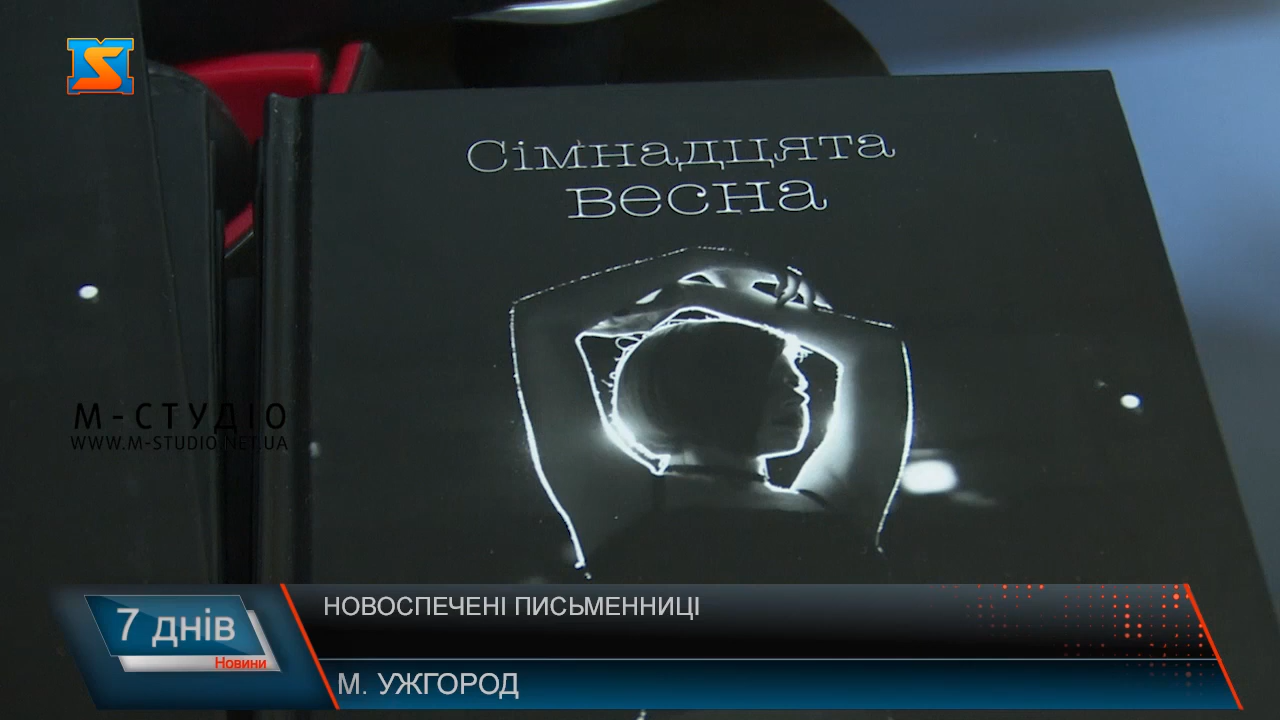 Сімнадцята
весна
М-СТУДІО
WWW.M-STUDIO.NET.UA
7 днів
Новини
НОВОСПЕЧЕНІ ПИСЬМЕННИЦІ
М. УЖГОРОД